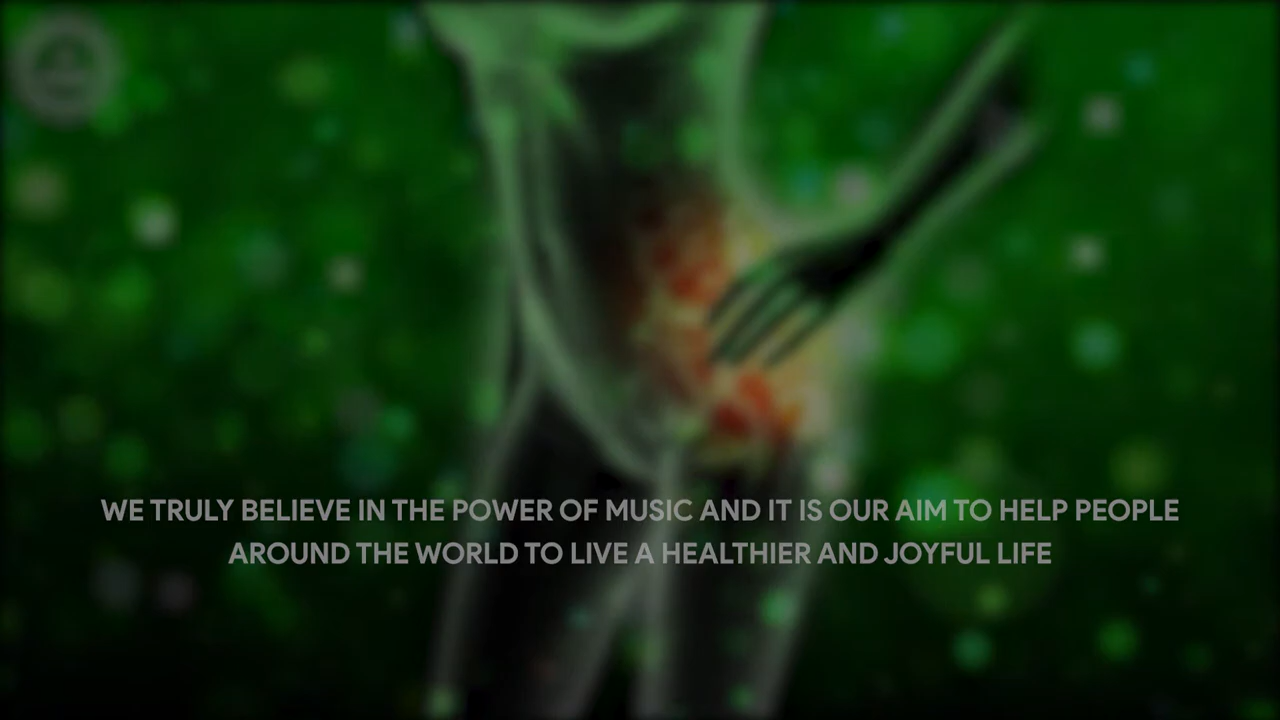 WE TRULY BELIEVE IN THE POWER OF MUSIC AND IT IS OUR AIM TO HELP PEOPLE
AROUND THE WORLD TO LIVE A HEALTHIER AND JOYFUL LIFE